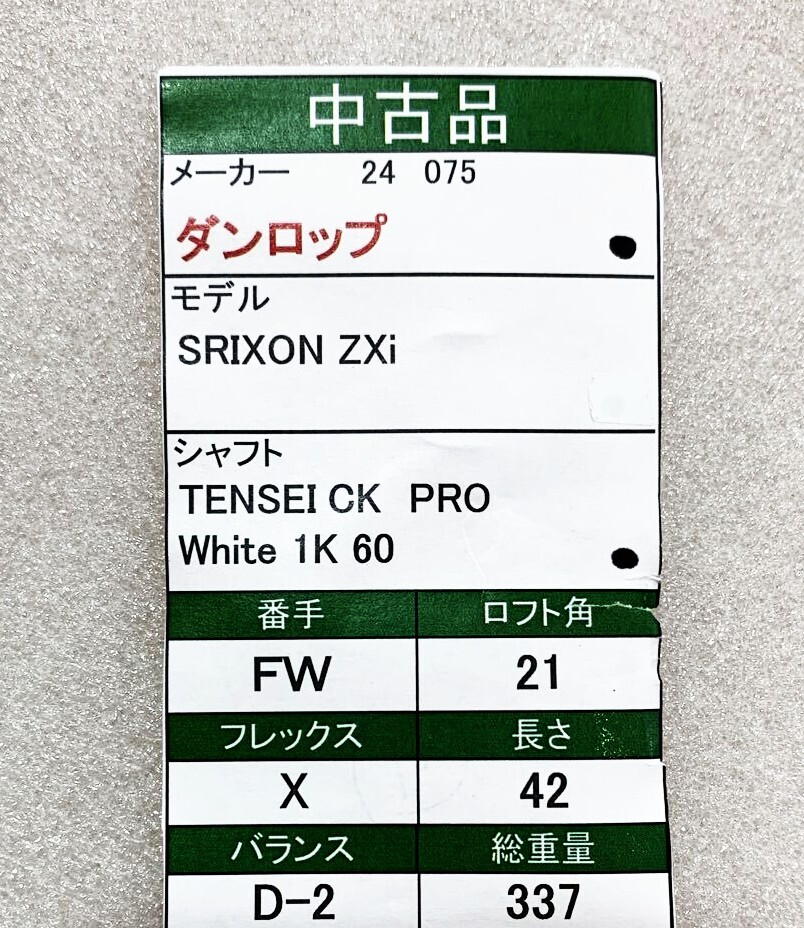 中古品
メーカー 24 075
ダンロップ
モデル
SRIXON ZXi
シャフト
TENSEI CK PRO
White 1K 60
番手 ロフト角
FW 21
フレックス 長さ
X 42
バランス 総重量
D-2 337